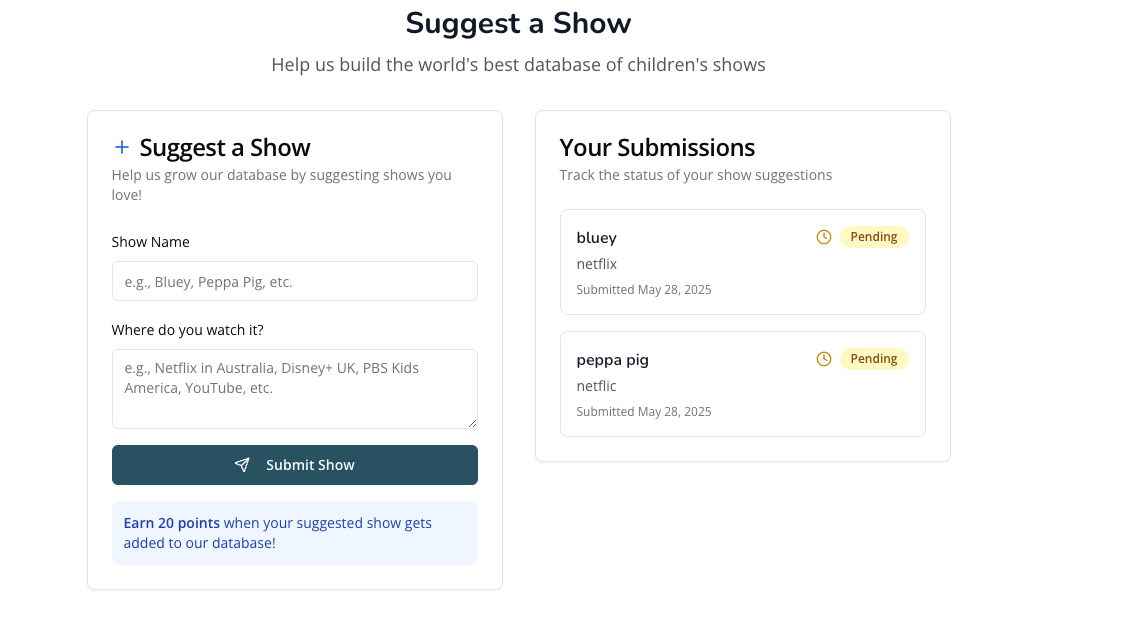 Suggest a Show
Help us build the world's best database of children's shows
Suggest a Show
Help us grow our database by suggesting shows you
love!
Show Name
e.g., Bluey, Peppa Pig, etc.
Where do you watch it?
e.g., Netflix in Australia, Disney+ UK, PBS Kids
America, YouTube, etc.
Submit Show
Earn 20 points when your suggested show gets
added to our database!
Your Submissions
Track the status of your show suggestions
bluey
Pending
netflix
Submitted May 28, 2025
peppa pig
Pending
netflic
Submitted May 28, 2025